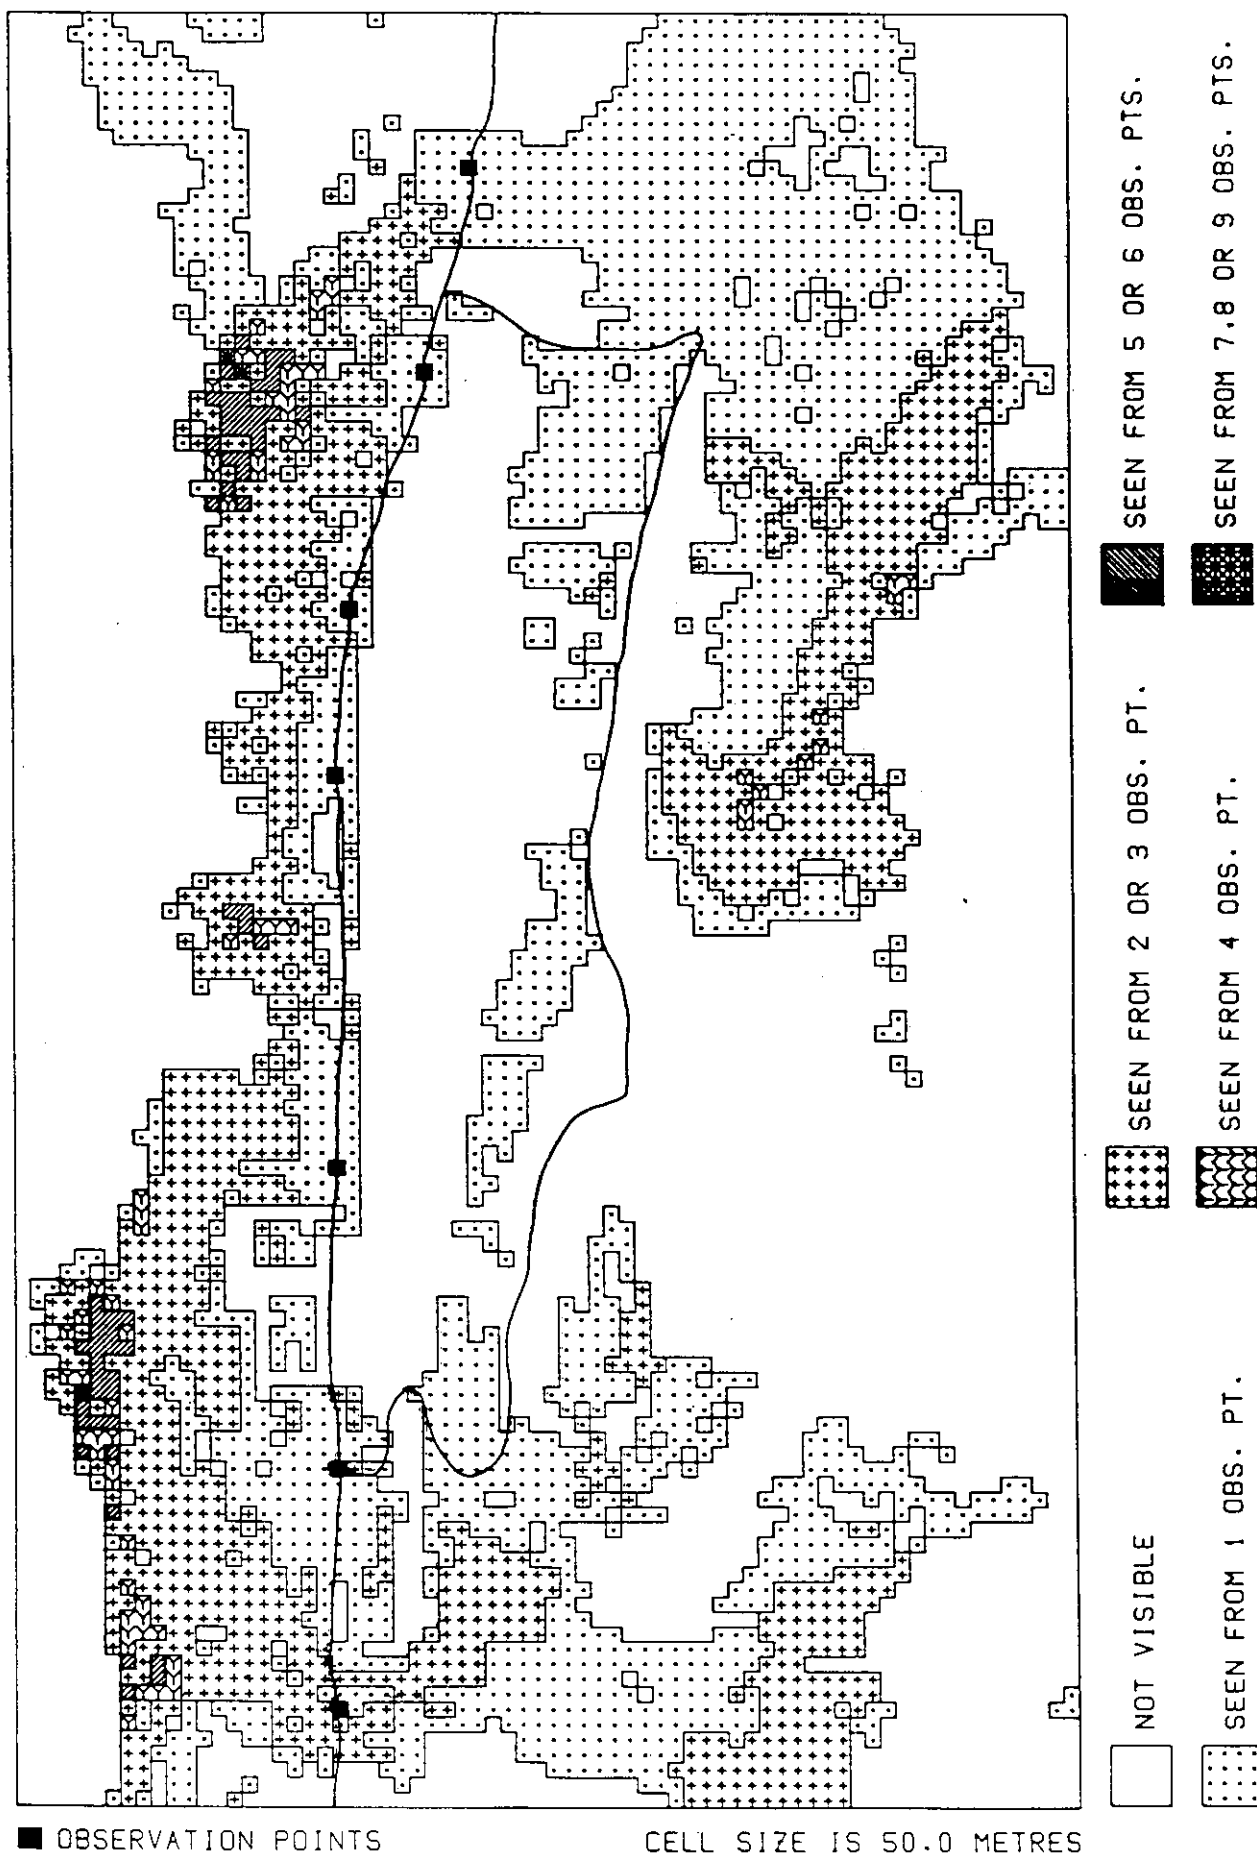 ■ OBSERVATION POINTS
CELL SIZE IS 50.0 METRES
NOT VISIBLE
SEEN FROM 1 OBS. PT.
SEEN FROM 2 OR 3 OBS. PT.
SEEN FROM 4 OBS. PT.
SEEN FROM 5 OR 6 OBS. PTS.
SEEN FROM 7,8 OR 9 OBS. PTS.